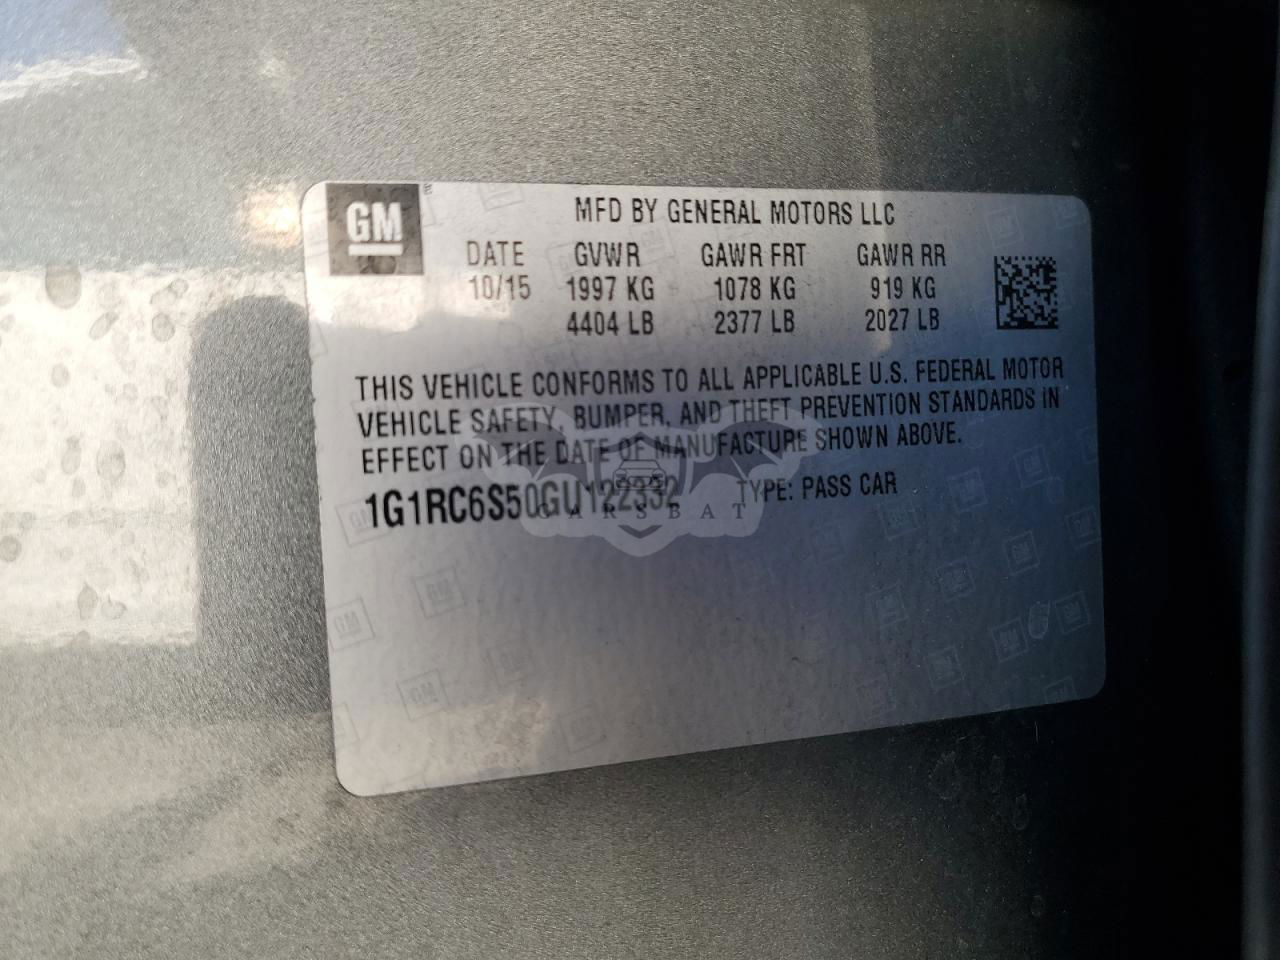 GM
MFD BY GENERAL MOTORS LLC
DATE GVWR GAWR FRT GAWR RR
10/15 1997 KG 1078 KG 919 KG
4404 LB 2377 LB 2027 LB
THIS VEHICLE CONFORMS TO ALL APPLICABLE U.S. FEDERAL MOTOR
VEHICLE SAFETY, BUMPER, AND THEFT PREVENTION STANDARDS IN
EFFECT ON THE DATE OF MANUFACTURE SHOWN ABOVE.
1G1RC6S50GU122332 TYPE: PASS CAR
CARSBAT